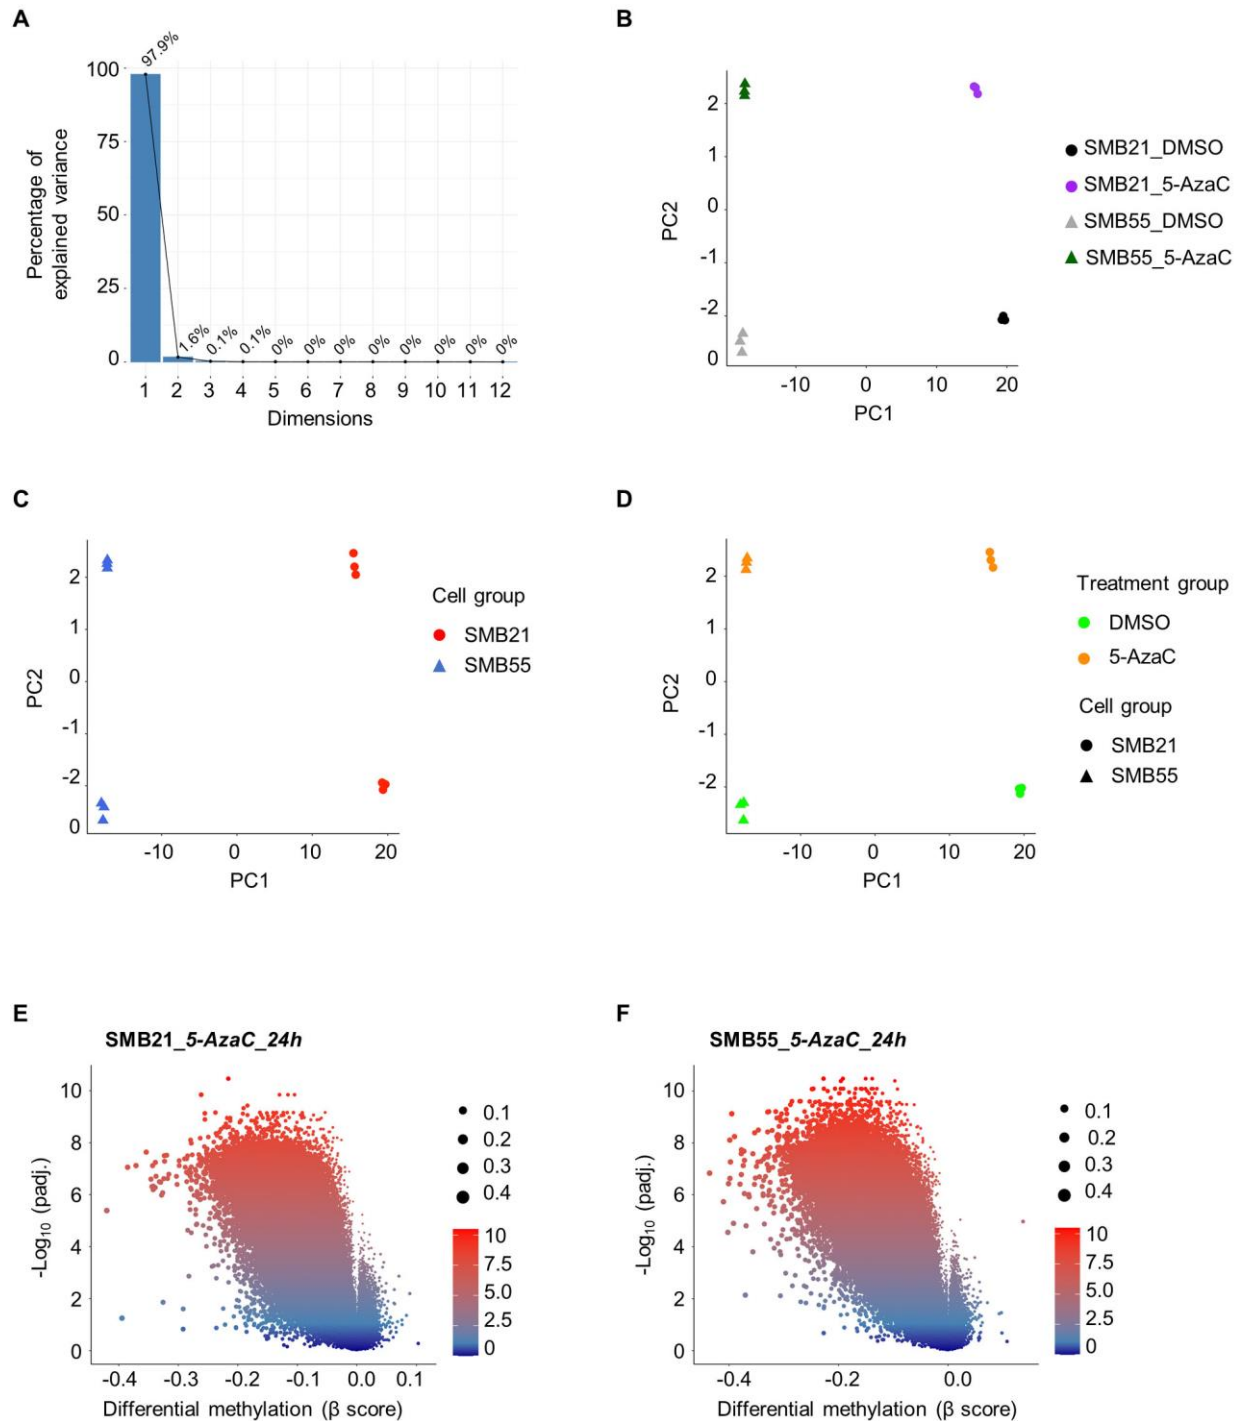 A
Percentage of
explained variance
100
75
50
25
0
97.9%
1.6%
0.1%
0.1%
0%
0%
0%
0%
0%
0%
0%
0%
1 2 3 4 5 6 7 8 9 10 11 12
Dimensions
B
PC2
2
1
0
-1
-2
0
-10 0 10 20
PC1
SMB21_DMSO
SMB21_5-AzaC
SMB55_DMSO
SMB55_5-AzaC
C
PC2
2
1
0
-1
-2
0
-10 0 10 20
PC1
Cell group
SMB21
SMB55
D
PC2
2
1
0
-1
-2
-10 0 10 20
PC1
Treatment group
DMSO
5-AzaC
Cell group
SMB21
SMB55
E
SMB21_5-AzaC_24h
-Log₁₀ (padj.)
10
8
6
4
2
0
-0.4 -0.3 -0.2 -0.1 0.0 0.1
Differential methylation (β score)
0.1
0.2
0.3
0.4
10
7.5
5.0
2.5
0
F
SMB55_5-AzaC_24h
-Log₁₀ (padj.)
10
8
6
4
2
0
-0.4 -0.2 0.0
Differential methylation (β score)
0.1
0.2
0.3
0.4
10
7.5
5.0
2.5
0